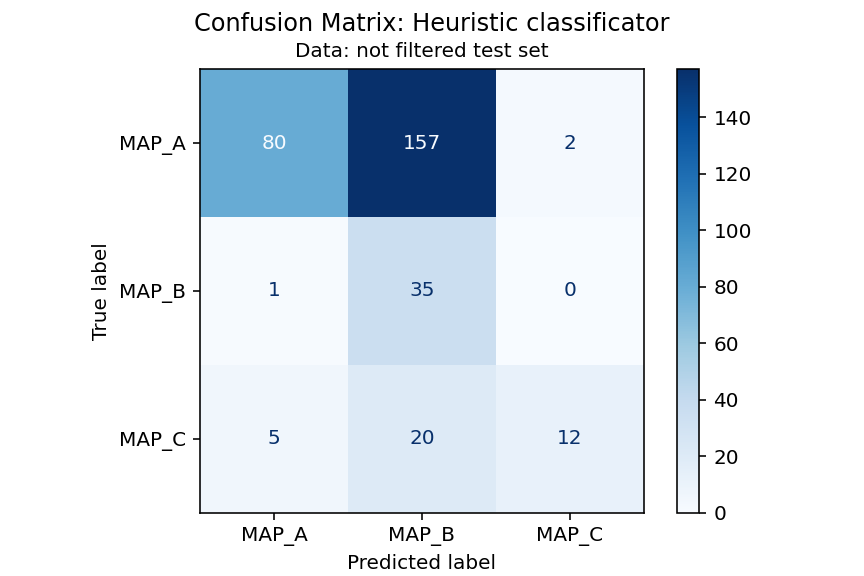 Confusion Matrix: Heuristic classificator
Data: not filtered test set
True label
MAP_A 80 157 2
MAP_B 1 35 0
MAP_C 5 20 12
MAP_A MAP_B MAP_C
Predicted label
140
120
100
80
60
40
20
0